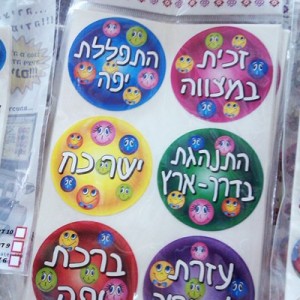 זכית
במצווה
התפללת
יפה
התנהגת
בדרך-ארץ
יישר כח
עזרת
ברכת
יפה